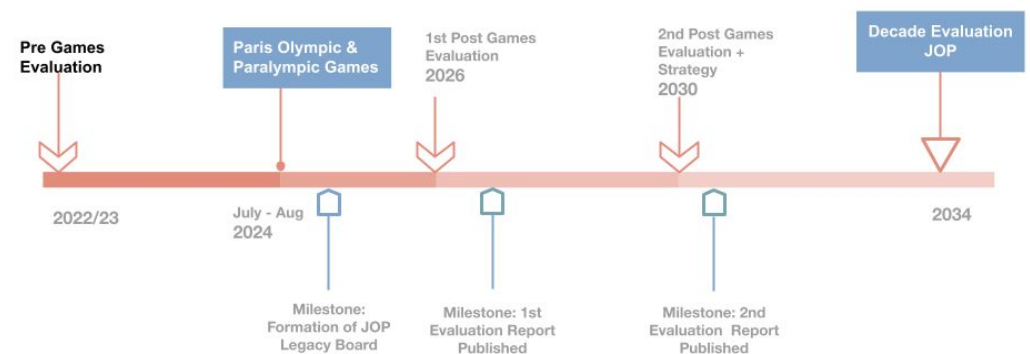 Pre Games
Evaluation
Paris Olympic &
Paralympic Games
1st Post Games
Evaluation
2026
2nd Post Games
Evaluation +
Strategy
2030
Decade Evaluation
JOP
2022/23
July - Aug
2024
2034
Milestone:
Formation of JOP
Legacy Board
Milestone: 1st
Evaluation Report
Published
Milestone: 2nd
Evaluation Report
Published